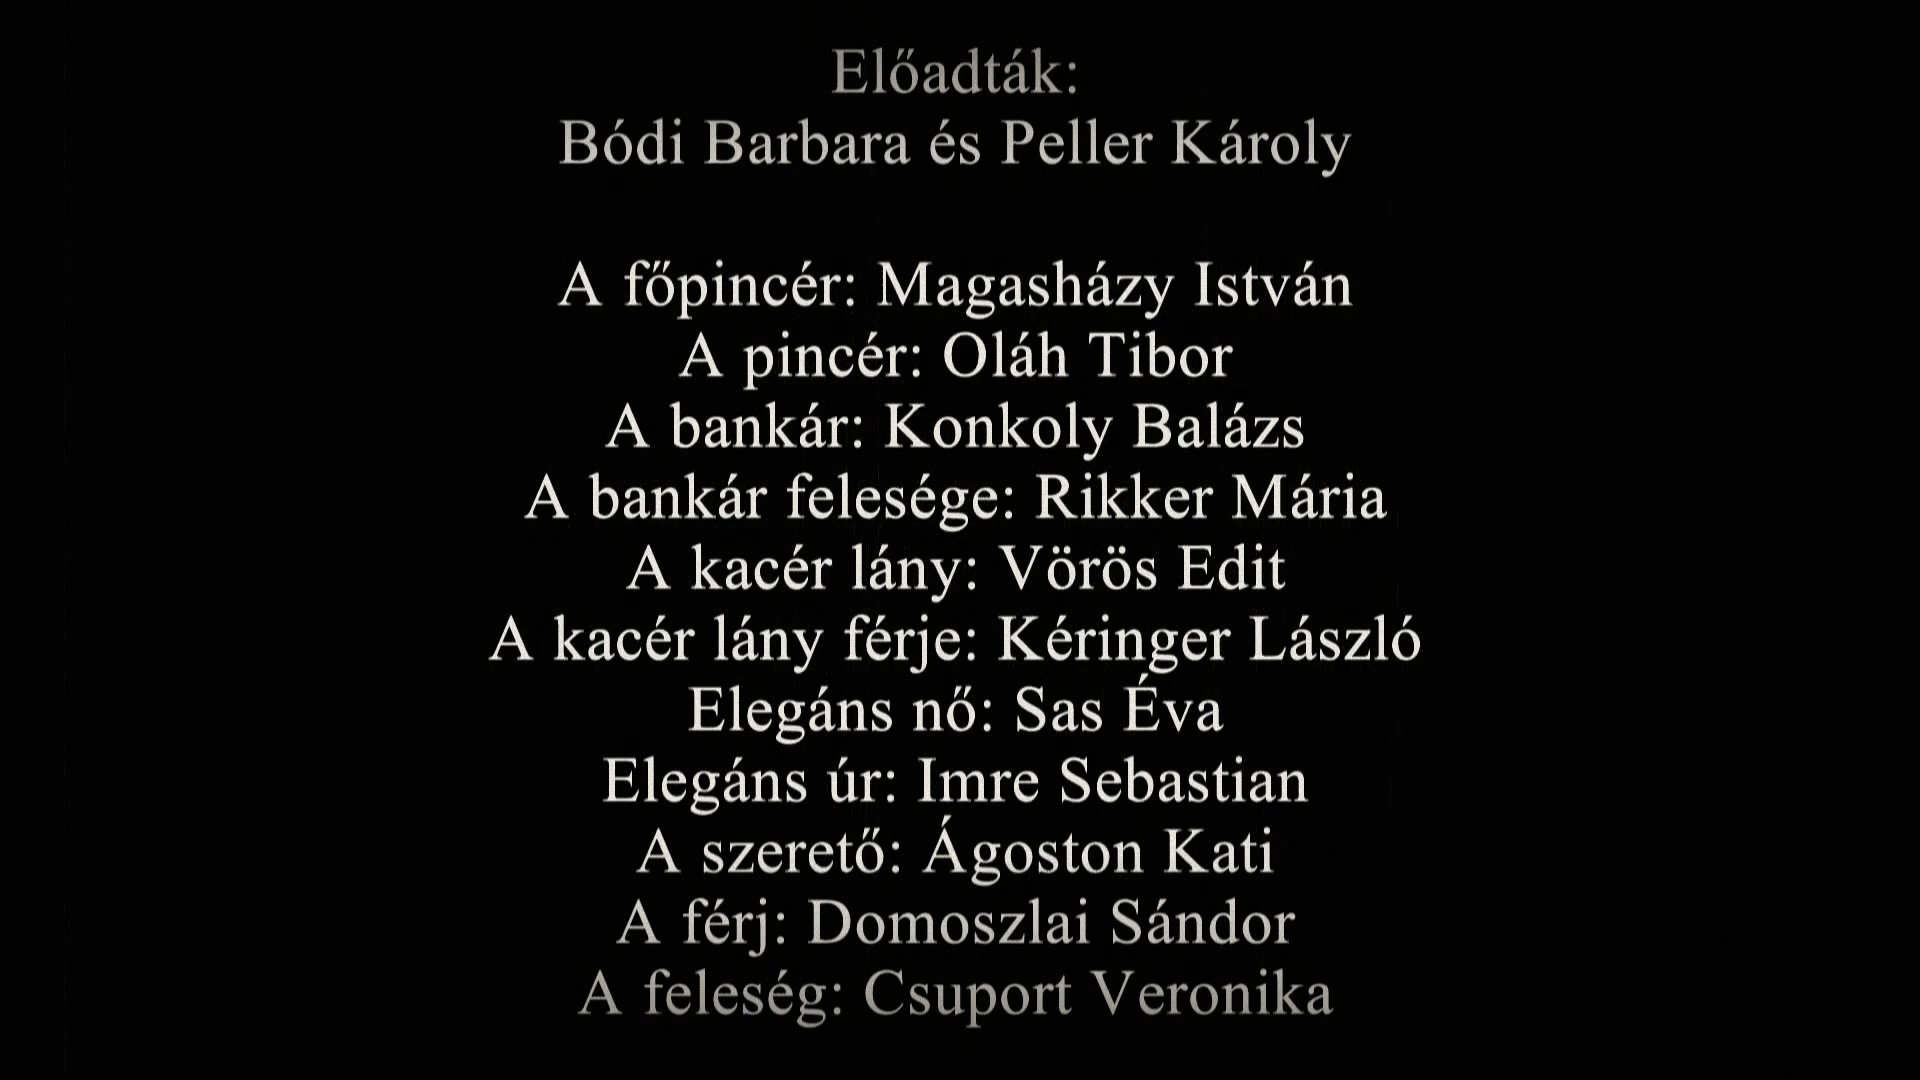 Előadták:
Bódi Barbara és Peller Károly
A főpincér: Magasházy István
A pincér: Oláh Tibor
A bankár: Konkoly Balázs
A bankár felesége: Rikker Mária
A kacér lány: Vörös Edit
A kacér lány férje: Kéringer László
Elegáns nő: Sas Éva
Elegáns úr: Imre Sebastian
A szerető: Ágoston Kati
A férj: Domoszlai Sándor
A feleség: Csuport Veronika